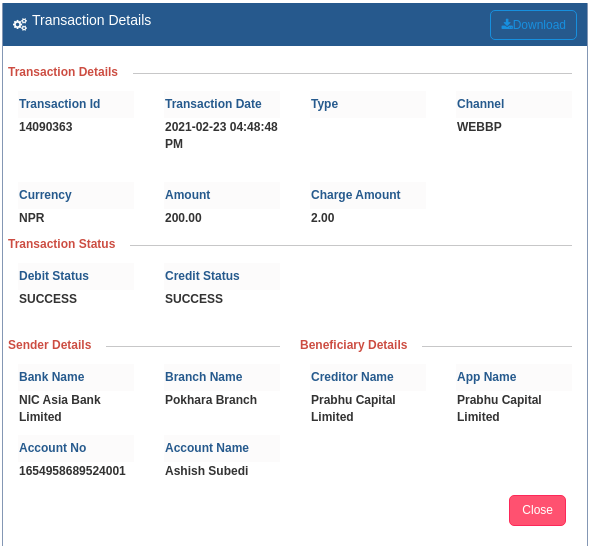 Transaction Details
Download
Transaction Details
Transaction Id
Transaction Date
Type
Channel
14090363
2021-02-23 04:48:48
PM
WEBBP
Currency
Amount
Charge Amount
NPR
200.00
2.00
Transaction Status
Debit Status
Credit Status
SUCCESS
SUCCESS
Sender Details
Beneficiary Details
Bank Name
Branch Name
Creditor Name
App Name
NIC Asia Bank
Limited
Pokhara Branch
Prabhu Capital
Limited
Prabhu Capital
Limited
Account No
Account Name
1654958689524001
Ashish Subedi
Close